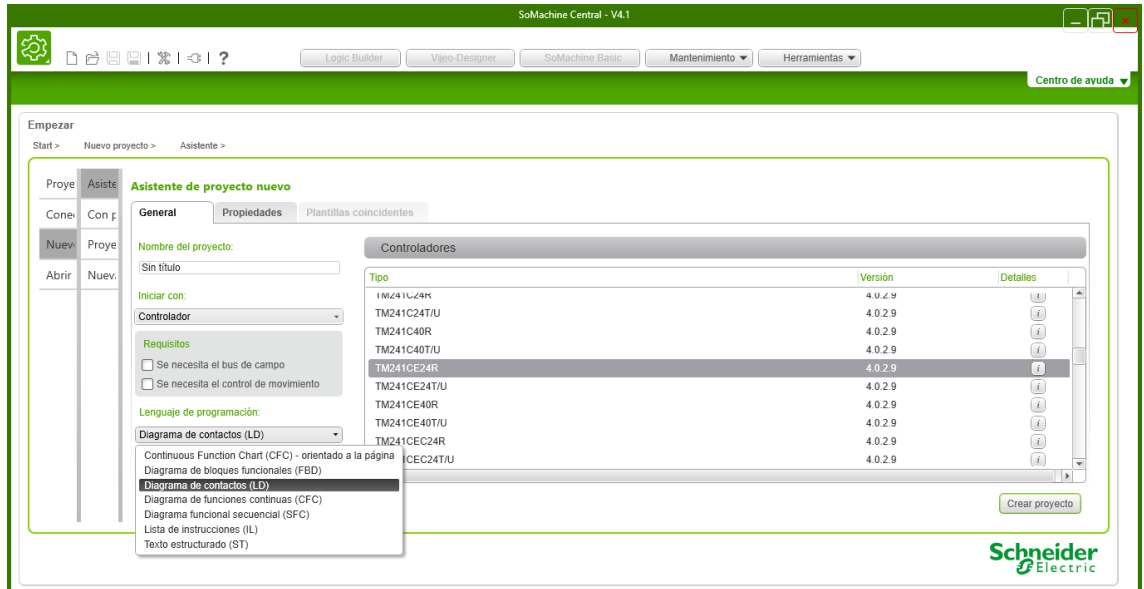 SoMachine Central - V4.1
Logic Builder Vijeo-Designer SoMachine Basic Mantenimiento Herramientas
Centro de ayuda
Empezar
Start > Nuevo proyecto > Asistente >
Proye Asiste
Cone Con p
Nuev Proye
Abrir Nuev
Asistente de proyecto nuevo
General Propiedades Plantillas coincidentes
Nombre del proyecto:
Sin título
Iniciar con:
Controlador
Requisitos
Se necesita el bus de campo
Se necesita el control de movimiento
Lenguaje de programación:
Diagrama de contactos (LD)
Continuous Function Chart (CFC) - orientado a la página
Diagrama de bloques funcionales (FBD)
Diagrama de contactos (LD)
Diagrama de funciones continuas (CFC)
Diagrama funcional secuencial (SFC)
Lista de instrucciones (IL)
Texto estructurado (ST)
Controladores
Tipo Versión Detalles
TM241C24R 4.0.2.9 i
TM241C24T/U 4.0.2.9 i
TM241C40R 4.0.2.9 i
TM241C40T/U 4.0.2.9 i
TM241CE24R 4.0.2.9 i
TM241CE24T/U 4.0.2.9 i
TM241CE40R 4.0.2.9 i
TM241CE40T/U 4.0.2.9 i
TM241CEC24R 4.0.2.9 i
CEC24T/U 4.0.2.9 i
Crear proyecto
Schneider
Electric